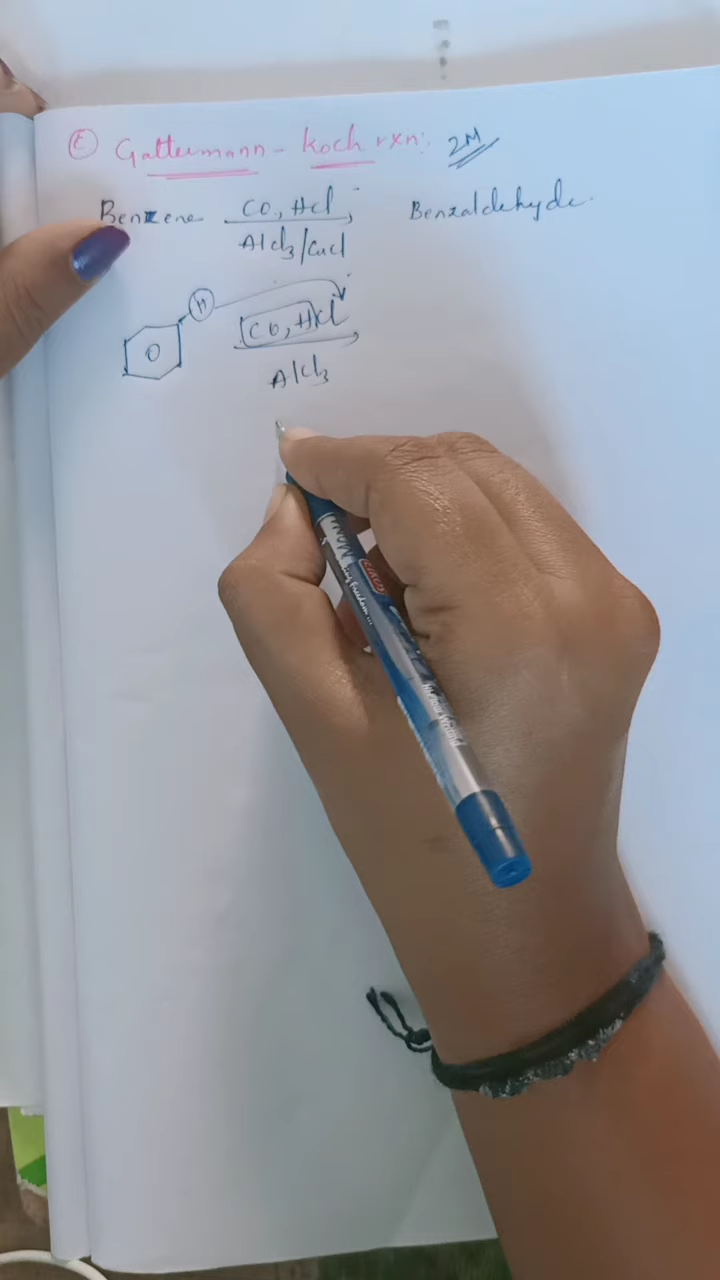 E Gattermann - Koch rxn: 2M
Benzene CO, HCl Benzaldehyde.
AlCl3/CuCl
H
CO, HCl
AlCl3